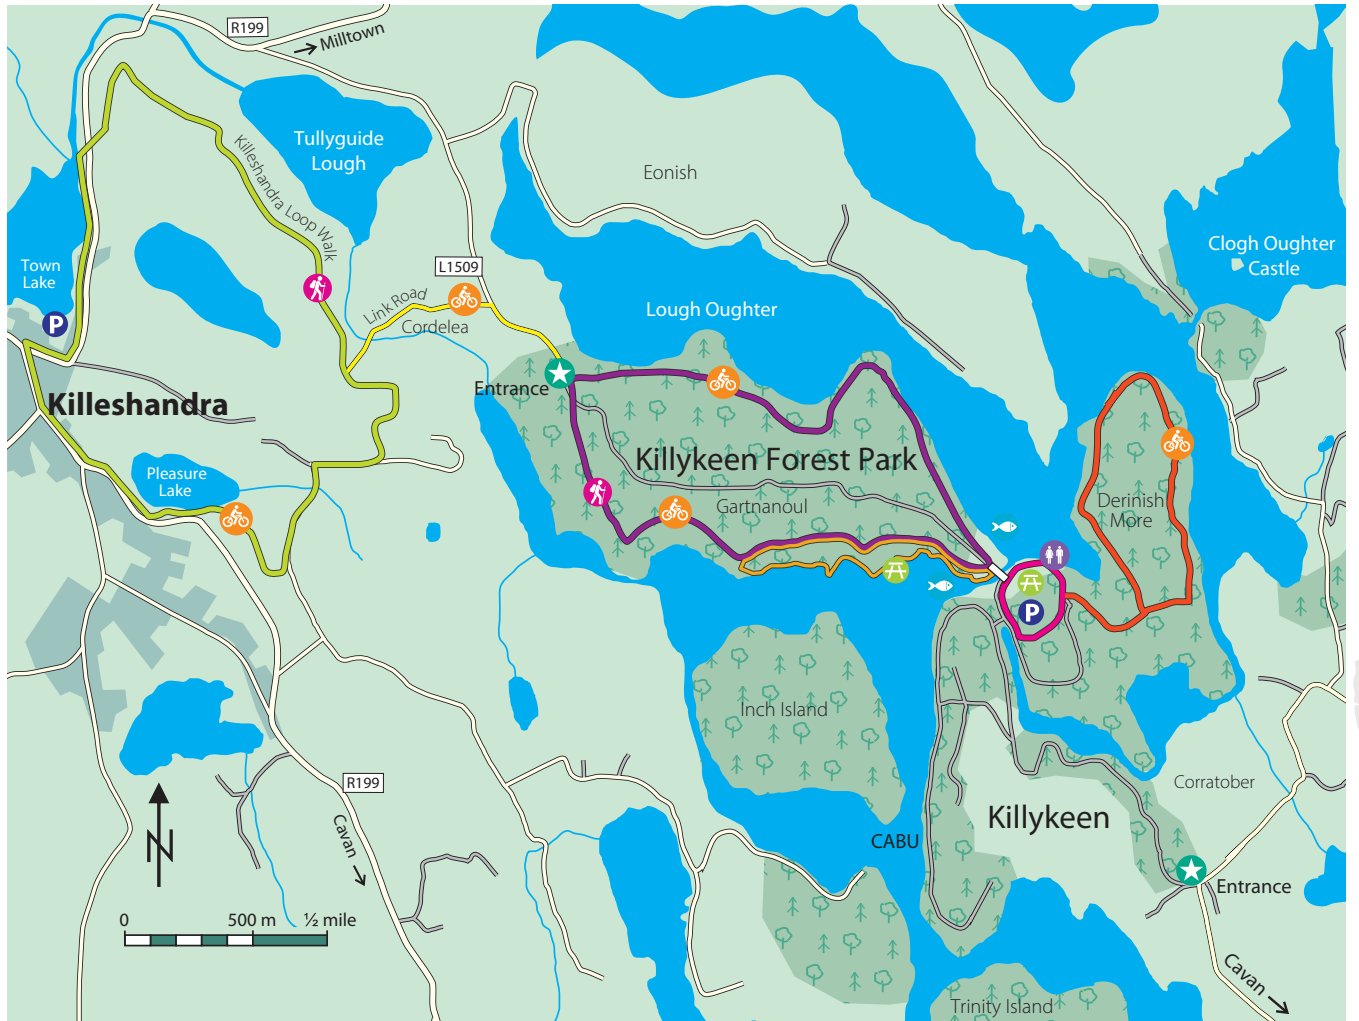 R199
Milltown
Tullyguide
Lough
Eonish
Killeshandra Loop Walk
Clogh Oughter
Castle
Town
Lake
L1509
Link Road
Cordelea
Lough Oughter
P
Entrance
Killeshandra
Killykeen Forest Park
Pleasure
Lake
Gartnanoul
Derinish
More
P
Inch Island
R199
Corratober
Killykeen
CABU
Cavan
Entrance
N
0 500 m ½ mile
Cavan
Trinity Island